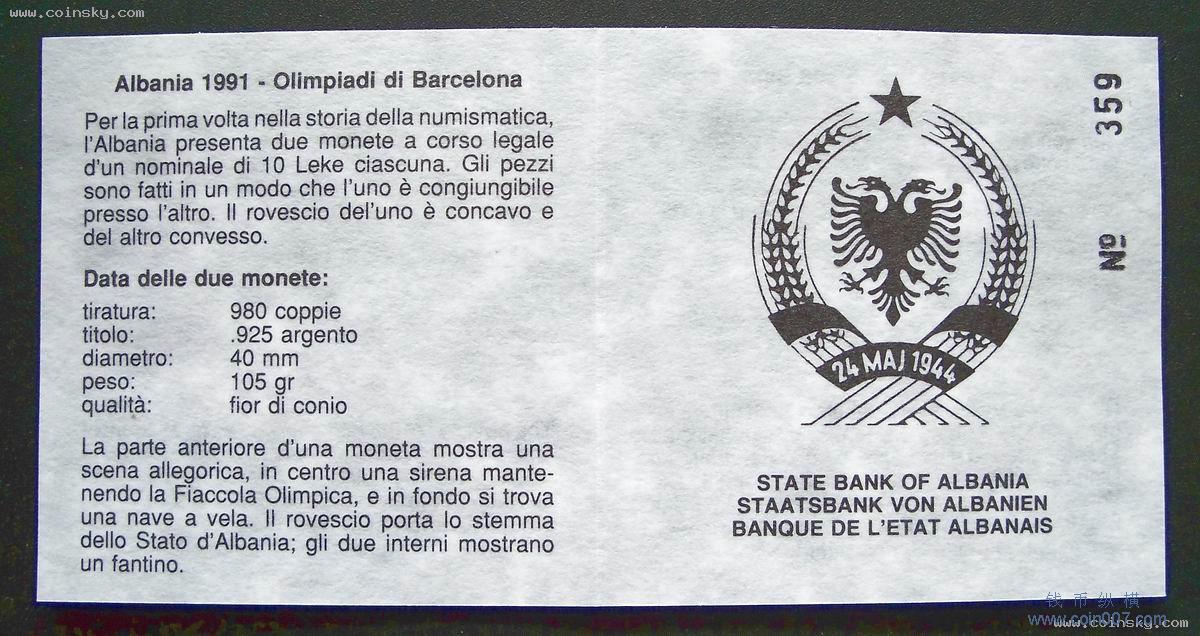 www.coinsky.com
Albania 1991 - Olimpiadi di Barcelona
Per la prima volta nella storia della numismatica,
l'Albania presenta due monete a corso legale
d'un nominale di 10 Leke ciascuna. Gli pezzi
sono fatti in un modo che l'uno è congiungibile
presso l'altro. Il rovescio del'uno è concavo e
del altro convesso.
Data delle due monete:
tiratura: 980 coppie
titolo: .925 argento
diametro: 40 mm
peso: 105 gr
qualità: fior di conio
La parte anteriore d'una moneta mostra una
scena allegorica, in centro una sirena mante-
nendo la Fiaccola Olimpica, e in fondo si trova
una nave a vela. Il rovescio porta lo stemma
dello Stato d'Albania; gli due interni mostrano
un fantino.
24 MAJ 1944
STATE BANK OF ALBANIA
STAATSBANK VON ALBANIEN
BANQUE DE L'ETAT ALBANAIS
Nº 359
钱币纵横
www.coin007.com
www.coinsky.com